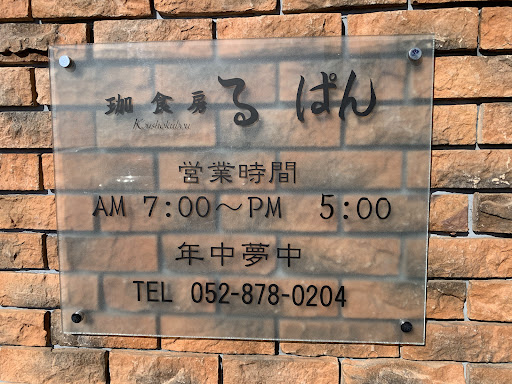 珈食房 るぱん
Kashokubou
営業時間
AM 7:00～PM 5:00
年中夢中
TEL 052-878-0204